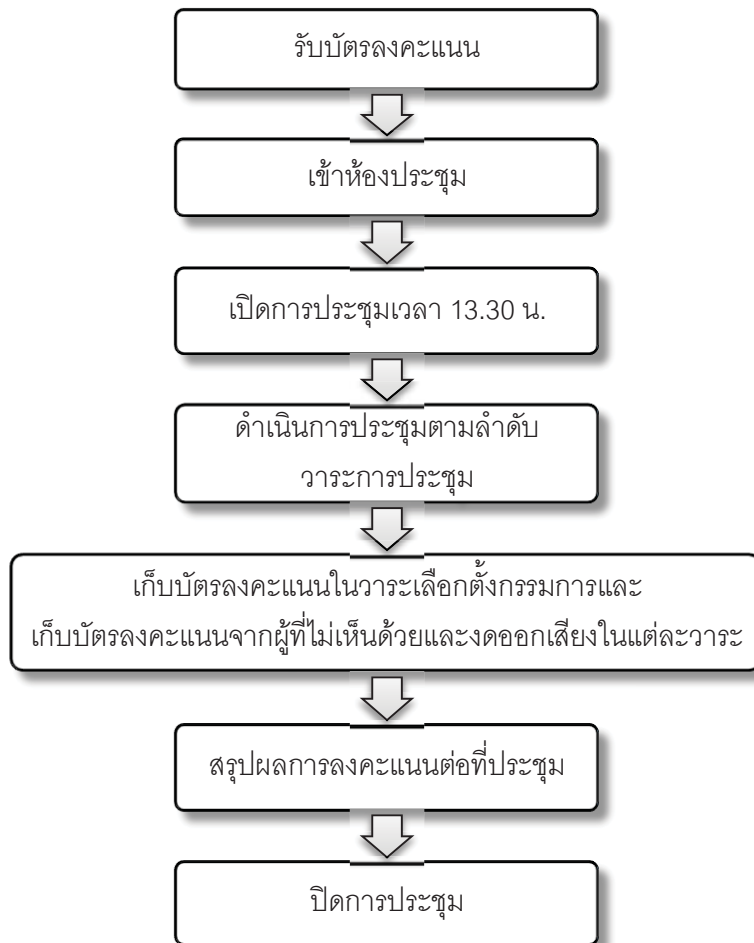 รับบัตรลงคะแนน
เข้าห้องประชุม
เปิดการประชุมเวลา 13.30 น.
ดำเนินการประชุมตามลำดับ
วาระการประชุม
เก็บบัตรลงคะแนนในวาระเลือกตั้งกรรมการและ
เก็บบัตรลงคะแนนจากผู้ที่ไม่เห็นด้วยและงดออกเสียงในแต่ละวาระ
สรุปผลการลงคะแนนต่อที่ประชุม
ปิดการประชุม